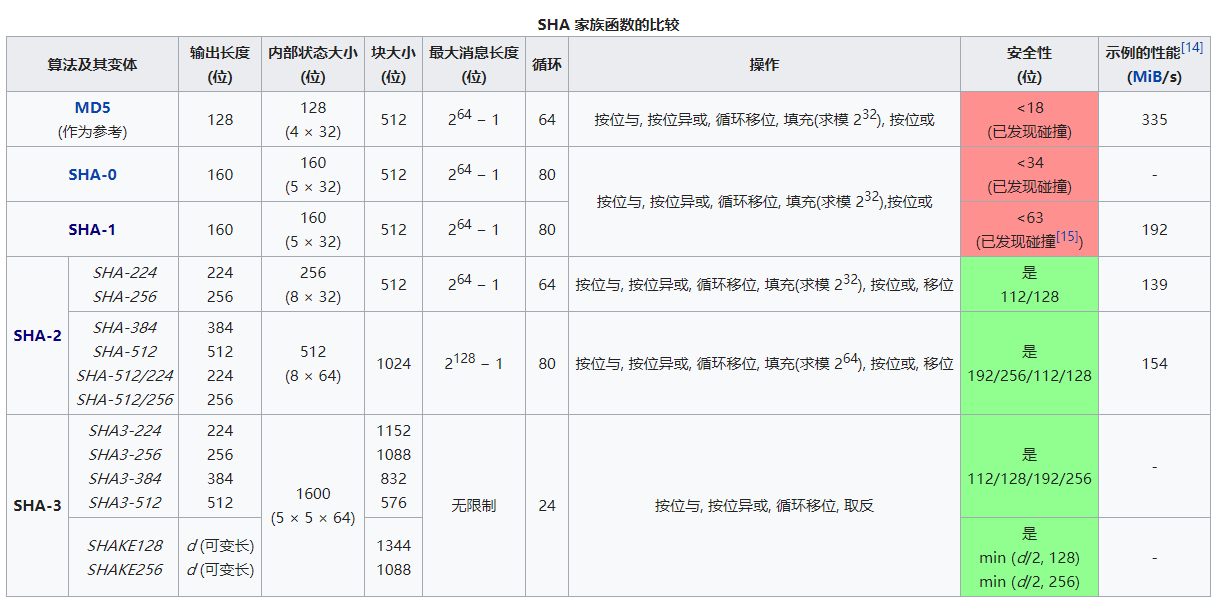 SHA 家族函数的比较
算法及其变体 输出长度 (位) 内部状态大小 (位) 块大小 (位) 最大消息长度 (位) 循环 操作 安全性 (位) 示例的性能[14] (MiB/s)
MD5 (作为参考) 128 128 (4 × 32) 512 2^64 − 1 64 按位与, 按位异或, 循环移位, 填充(求模 2^32), 按位或 <18 (已发现碰撞) 335
SHA-0 160 160 (5 × 32) 512 2^64 − 1 80 按位与, 按位异或, 循环移位, 填充(求模 2^32),按位或 <34 (已发现碰撞) -
SHA-1 160 160 (5 × 32) 512 2^64 − 1 80 <63 (已发现碰撞[15]) 192
SHA-2
SHA-224 224 256 (8 × 32) 512 2^64 − 1 64 按位与, 按位异或, 循环移位, 填充(求模 2^32), 按位或, 移位 是 139
SHA-256 256 112/128
SHA-384 384 512 (8 × 64) 1024 2^128 − 1 80 按位与, 按位异或, 循环移位, 填充(求模 2^64), 按位或, 移位 是 192/256/112/128 154
SHA-512 512
SHA-512/224 224
SHA-512/256 256
SHA-3
SHA3-224 224 1600 (5 × 5 × 64) 1152 无限制 24 按位与, 按位异或, 循环移位, 取反 是 112/128/192/256 -
SHA3-256 256 1088
SHA3-384 384 832
SHA3-512 512 576
SHAKE128 d (可变长) 1344 是 min (d/2, 128) -
SHAKE256 d (可变长) 1088 min (d/2, 256)